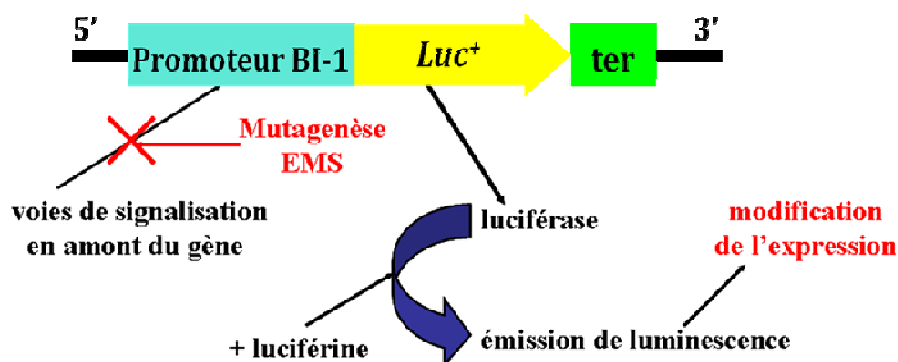 5' 3'
Promoteur BI-1 Luc+ ter
Mutagenèse
EMS
voies de signalisation
en amont du gène
luciférase
modification
de l'expression
+ luciférine
émission de luminescence